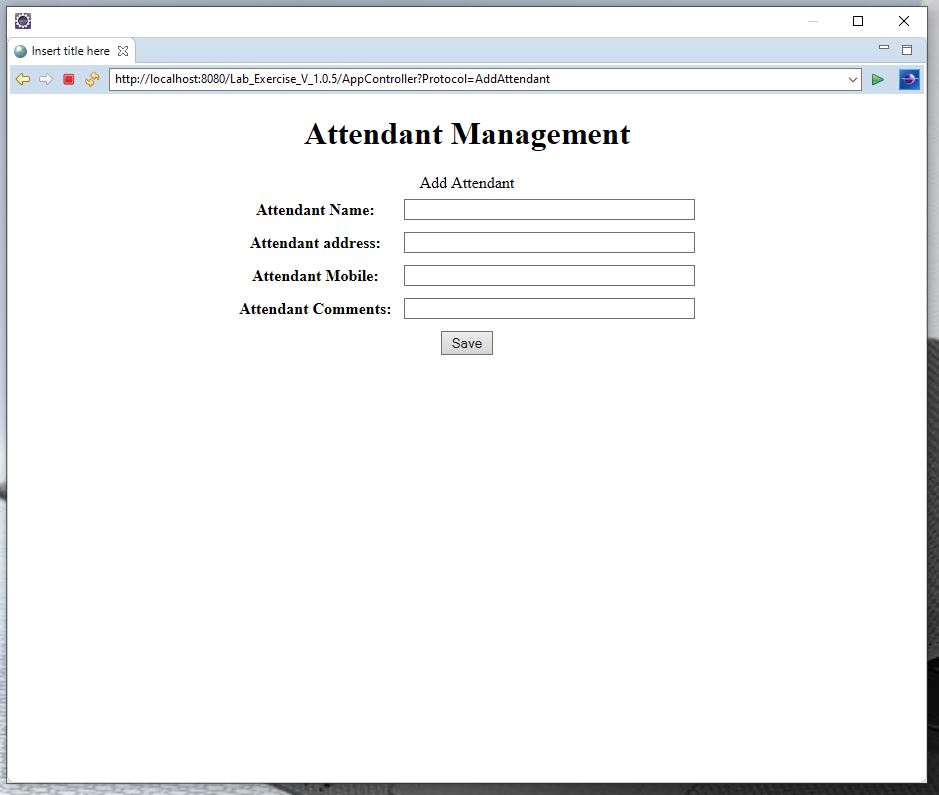 Insert title here
http://localhost:8080/Lab_Exercise_V_1.0.5/AppController?Protocol=AddAttendant
Attendant Management
Add Attendant
Attendant Name:
Attendant address:
Attendant Mobile:
Attendant Comments:
Save